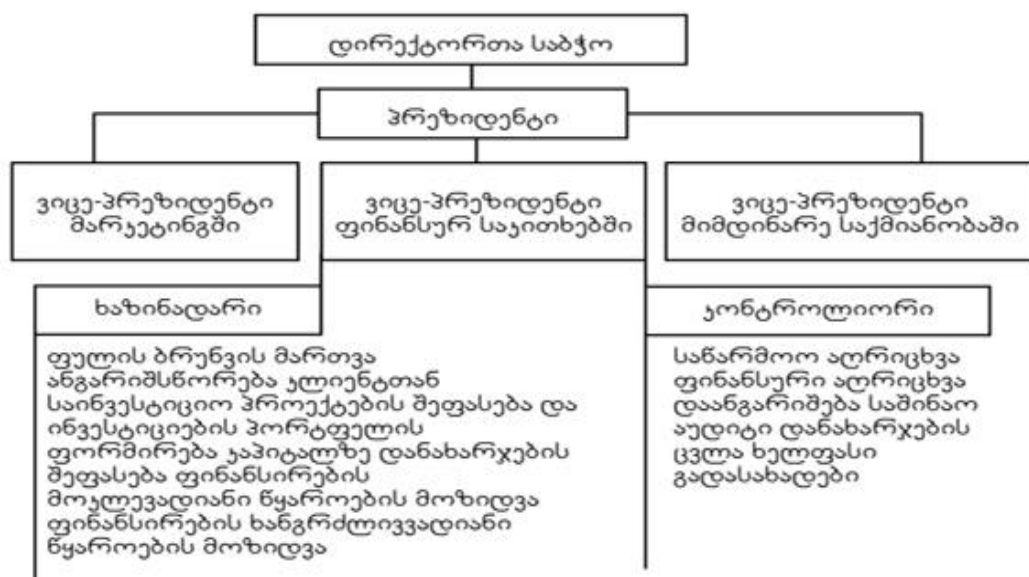 დირექტორთა საბჭო
პრეზიდენტი
ვიცე-პრეზიდენტი
მარკეტინგში
ვიცე-პრეზიდენტი
ფინანსურ საკითხებში
ვიცე-პრეზიდენტი
მიმდინარე საქმიანობაში
ხაზინადარი
ფულის ბრუნვის მართვა
ანგარიშსწორება კლიენტთან
საინვესტიციო პროექტების შეფასება და
ინვესტიციების პორტფელის
ფორმირება კაპიტალზე დანახარჯების
შეფასება ფინანსირების
მოკლევადიანი წყაროების მოზიდვა
ფინანსირების ხანგრძლივვადიანი
წყაროების მოზიდვა
კონტროლიორი
საწარმოო აღრიცხვა
ფინანსური აღრიცხვა
დაანგარიშება საშინაო
აუდიტი დანახარჯების
ცვლა ხელფასი
გადასახადები